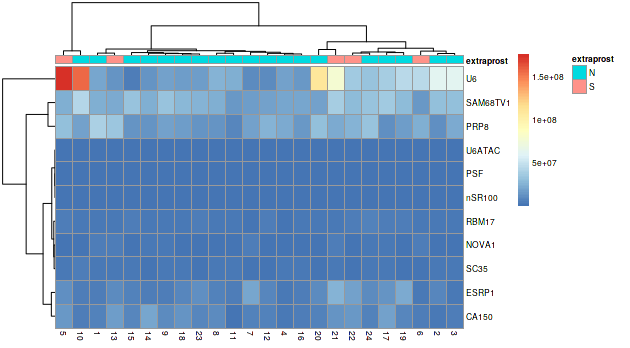 extraprost
extraprost
N
S
1.5e+08
1e+08
5e+07
U6
SAM68TV1
PRP8
U6ATAC
PSF
nSR100
RBM17
NOVA1
SC35
ESRP1
CA150
5 10 1 13 15 14 9 18 23 8 11 7 12 4 16 20 21 22 24 17 19 6 2 3